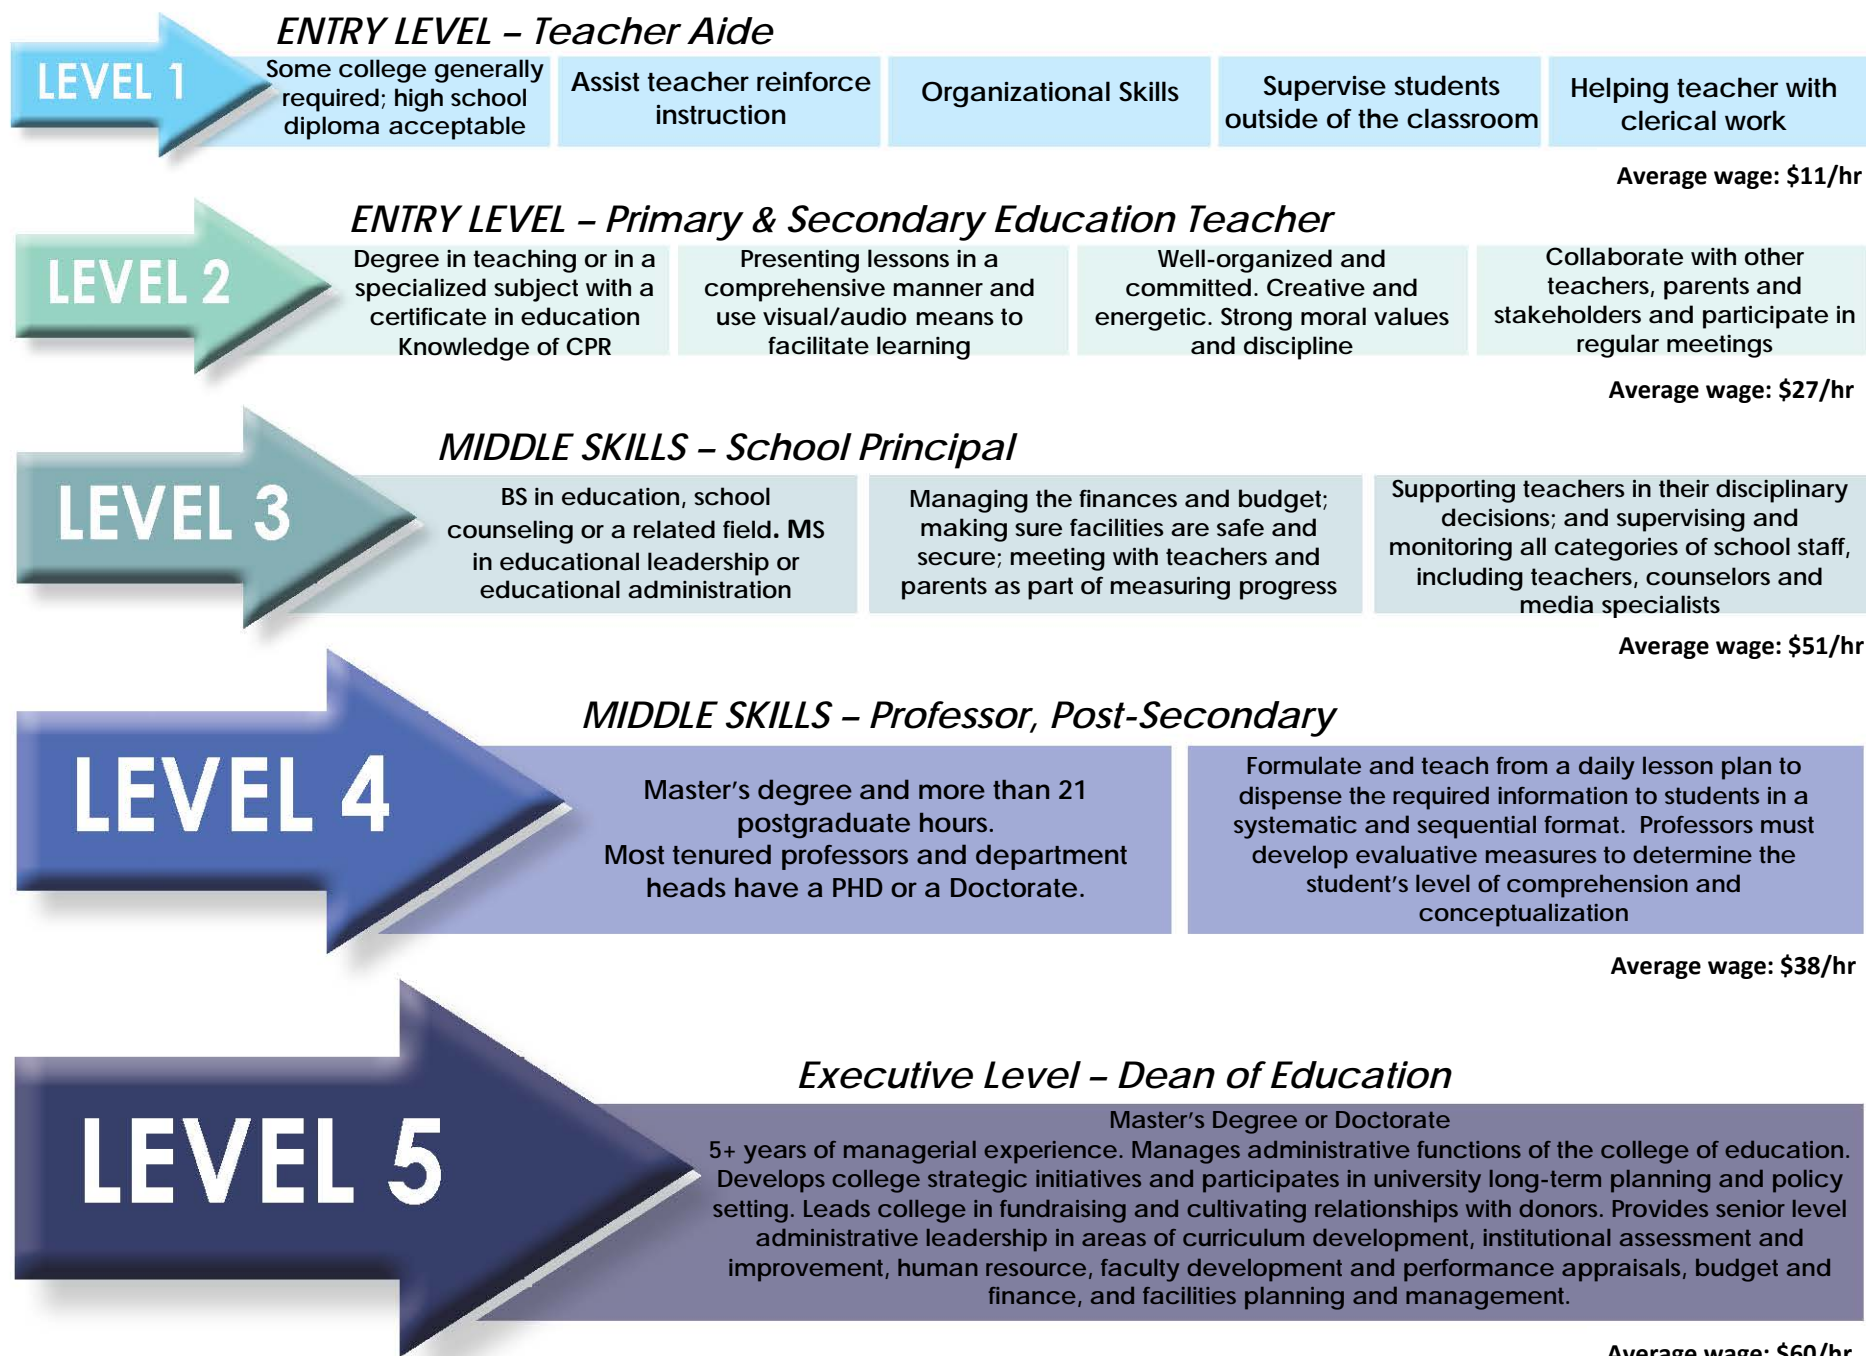 ENTRY LEVEL – Teacher Aide
LEVEL 1
Some college generally
required; high school
diploma acceptable
Assist teacher reinforce
instruction
Organizational Skills
Supervise students
outside of the classroom
Helping teacher with
clerical work
Average wage: $11/hr
ENTRY LEVEL – Primary & Secondary Education Teacher
LEVEL 2
Degree in teaching or in a
specialized subject with a
certificate in education
Knowledge of CPR
Presenting lessons in a
comprehensive manner and
use visual/audio means to
facilitate learning
Well-organized and
committed. Creative and
energetic. Strong moral values
and discipline
Collaborate with other
teachers, parents and
stakeholders and participate in
regular meetings
Average wage: $27/hr
MIDDLE SKILLS – School Principal
LEVEL 3
BS in education, school
counseling or a related field. MS
in educational leadership or
educational administration
Managing the finances and budget;
making sure facilities are safe and
secure; meeting with teachers and
parents as part of measuring progress
Supporting teachers in their disciplinary
decisions; and supervising and
monitoring all categories of school staff,
including teachers, counselors and
media specialists
Average wage: $51/hr
MIDDLE SKILLS – Professor, Post-Secondary
LEVEL 4
Master's degree and more than 21
postgraduate hours.
Most tenured professors and department
heads have a PHD or a Doctorate.
Formulate and teach from a daily lesson plan to
dispense the required information to students in a
systematic and sequential format. Professors must
develop evaluative measures to determine the
student's level of comprehension and
conceptualization
Average wage: $38/hr
Executive Level – Dean of Education
LEVEL 5
Master's Degree or Doctorate
5+ years of managerial experience. Manages administrative functions of the college of education.
Develops college strategic initiatives and participates in university long-term planning and policy
setting. Leads college in fundraising and cultivating relationships with donors. Provides senior level
administrative leadership in areas of curriculum development, institutional assessment and
improvement, human resource, faculty development and performance appraisals, budget and
finance, and facilities planning and management.
Average wage: $60/hr